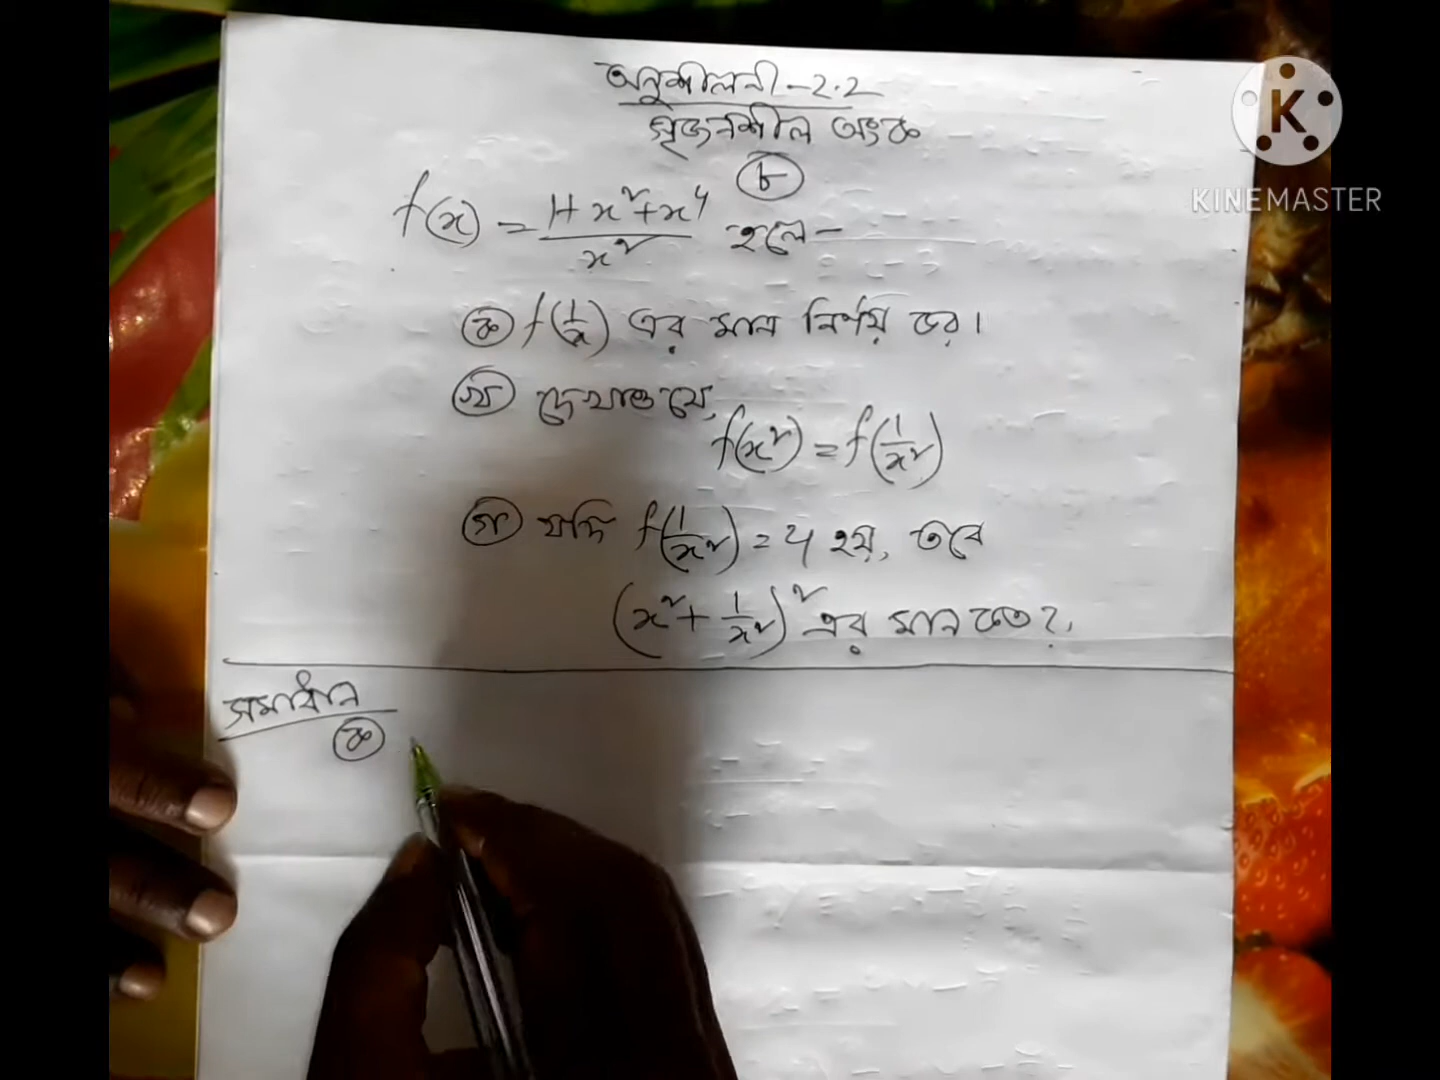 অনুশীলনী-2.2
সৃজনশীল অংক
৮
f(x) = 1+x²+x⁴ / x² হলে-
ক f(1/x) এর মান নির্ণয় কর।
খ দেখাও যে,
f(x²) = f(1/x²)
গ যদি f(1/x²) = 4 হয়, তবে
(x² + 1/x²)² এর মান কত?
সমাধান
ক
K
KINEMASTER